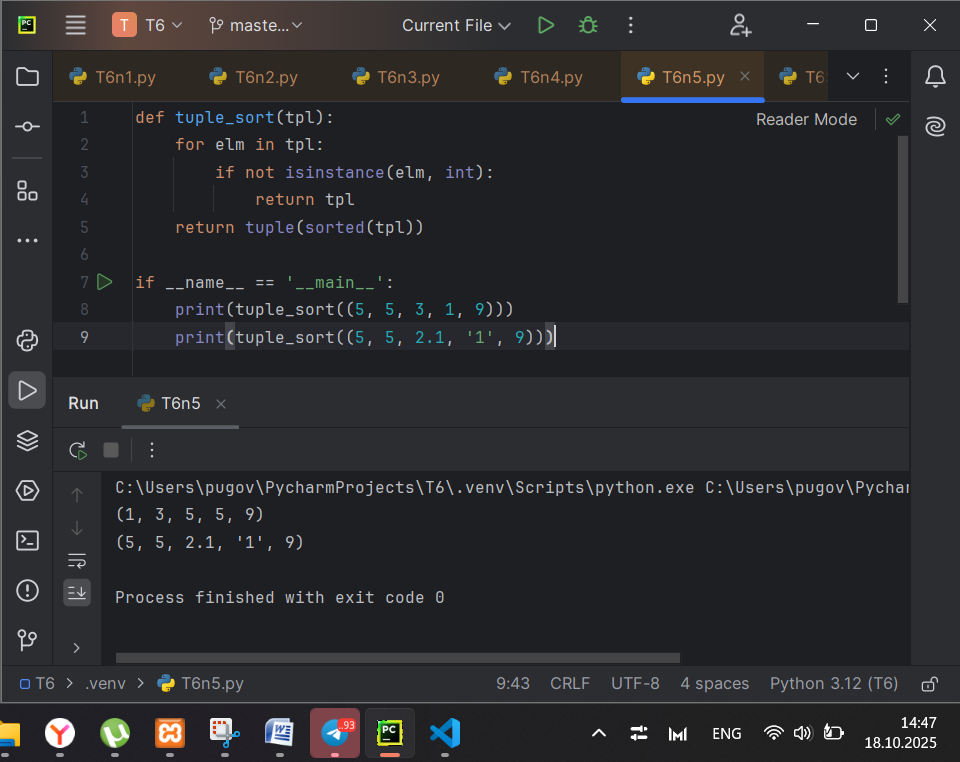 PC T T6 maste... Current File
T6n1.py T6n2.py T6n3.py T6n4.py T6n5.py T6
Reader Mode
1 def tuple_sort(tpl):
2     for elm in tpl:
3         if not isinstance(elm, int):
4             return tpl
5     return tuple(sorted(tpl))
6
7 if __name__ == '__main__':
8     print(tuple_sort((5, 5, 3, 1, 9)))
9     print(tuple_sort((5, 5, 2.1, '1', 9)))
Run T6n5
C:\Users\pugov\PycharmProjects\T6\.venv\Scripts\python.exe C:\Users\pugov\Pychar
(1, 3, 5, 5, 9)
(5, 5, 2.1, '1', 9)
Process finished with exit code 0
T6 > .venv > T6n5.py 9:43 CRLF UTF-8 4 spaces Python 3.12 (T6)
93 PC ENG 14:47
18.10.2025